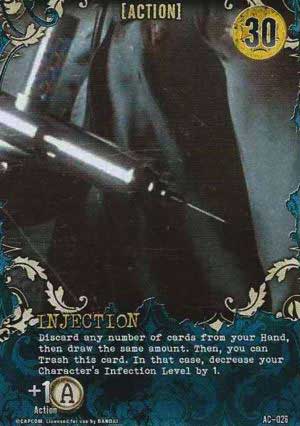 [ACTION]
30
INJECTION
Discard any number of cards from your Hand,
then draw the same amount. Then, you can
Trash this card. In that case, decrease your
Character's Infection Level by 1.
+1 A
Action
©CAPCOM. Licensed for use by BANDAI
AC-026